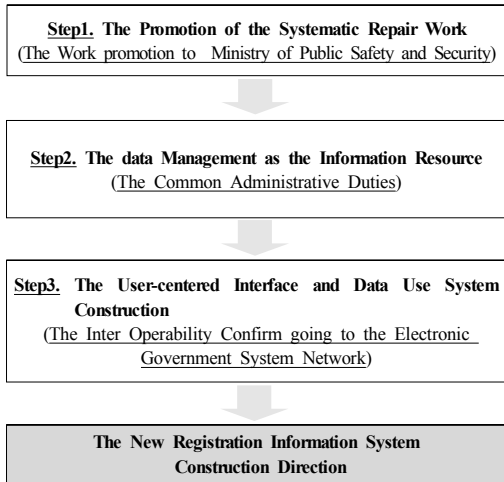 Step1. The Promotion of the Systematic Repair Work
(The Work promotion to Ministry of Public Safety and Security)
Step2. The data Management as the Information Resource
(The Common Administrative Duties)
Step3. The User-centered Interface and Data Use System
Construction
(The Inter Operability Confirm going to the Electronic
Government System Network)
The New Registration Information System
Construction Direction